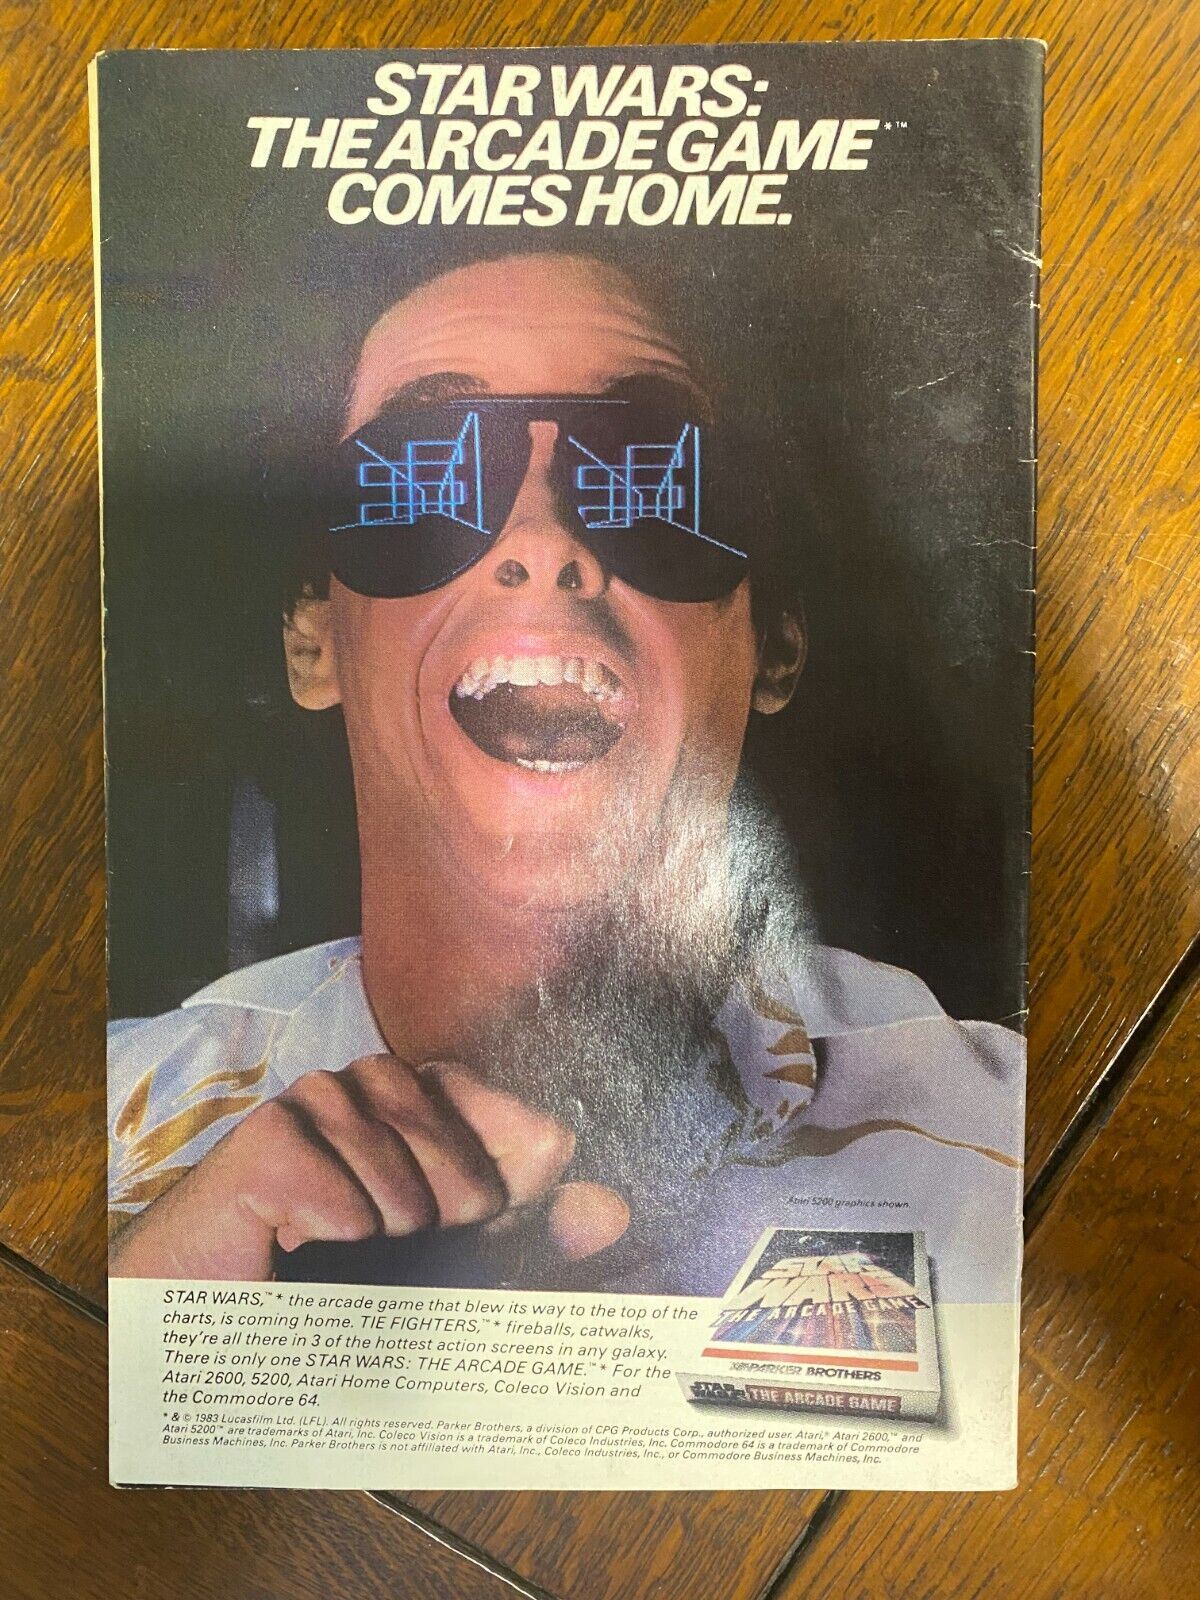 STAR WARS:
THE ARCADE GAME*™
COMES HOME.
Atari 5200 graphics shown.
STAR WARS
THE ARCADE GAME
PARKER BROTHERS
STAR WARS THE ARCADE GAME
STAR WARS,™* the arcade game that blew its way to the top of the
charts, is coming home. TIE FIGHTERS,™* fireballs, catwalks,
they're all there in 3 of the hottest action screens in any galaxy.
There is only one STAR WARS: THE ARCADE GAME.™* For the
Atari 2600, 5200, Atari Home Computers, Coleco Vision and
the Commodore 64.
* & © 1983 Lucasfilm Ltd. (LFL). All rights reserved. Parker Brothers, a division of CPG Products Corp., authorized user. Atari,® Atari 2600,™ and
Atari 5200™ are trademarks of Atari, Inc. Coleco Vision is a trademark of Coleco Industries, Inc. Commodore 64 is a trademark of Commodore
Business Machines, Inc. Parker Brothers is not affiliated with Atari, Inc., Coleco Industries, Inc., or Commodore Business Machines, Inc.